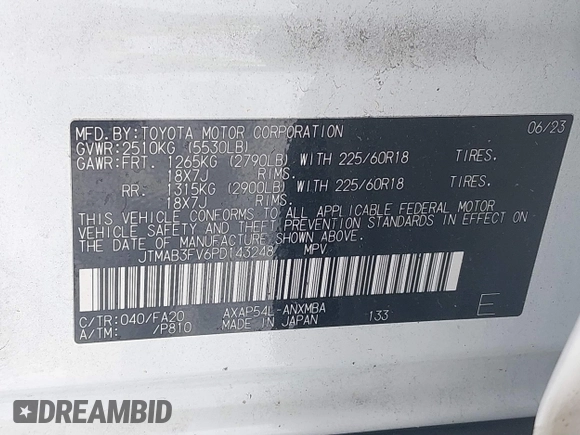 MFD.BY:TOYOTA MOTOR CORPORATION 06/23
GVWR:2510KG (5530LB)
GAWR:FRT. 1265KG (2790LB) WITH 225/60R18 TIRES.
18X7J RIMS.
RR. 1315KG (2900LB) WITH 225/60R18 TIRES.
18X7J RIMS.
THIS VEHICLE CONFORMS TO ALL APPLICABLE FEDERAL MOTOR
VEHICLE SAFETY AND THEFT PREVENTION STANDARDS IN EFFECT ON
THE DATE OF MANUFACTURE SHOWN ABOVE.
JTMAB3FV6PD143248 MPV
C/TR:040/FA20 AXAP54L-ANXMBA 133 E
A/TM: /P810 MADE IN JAPAN
DREAMBID